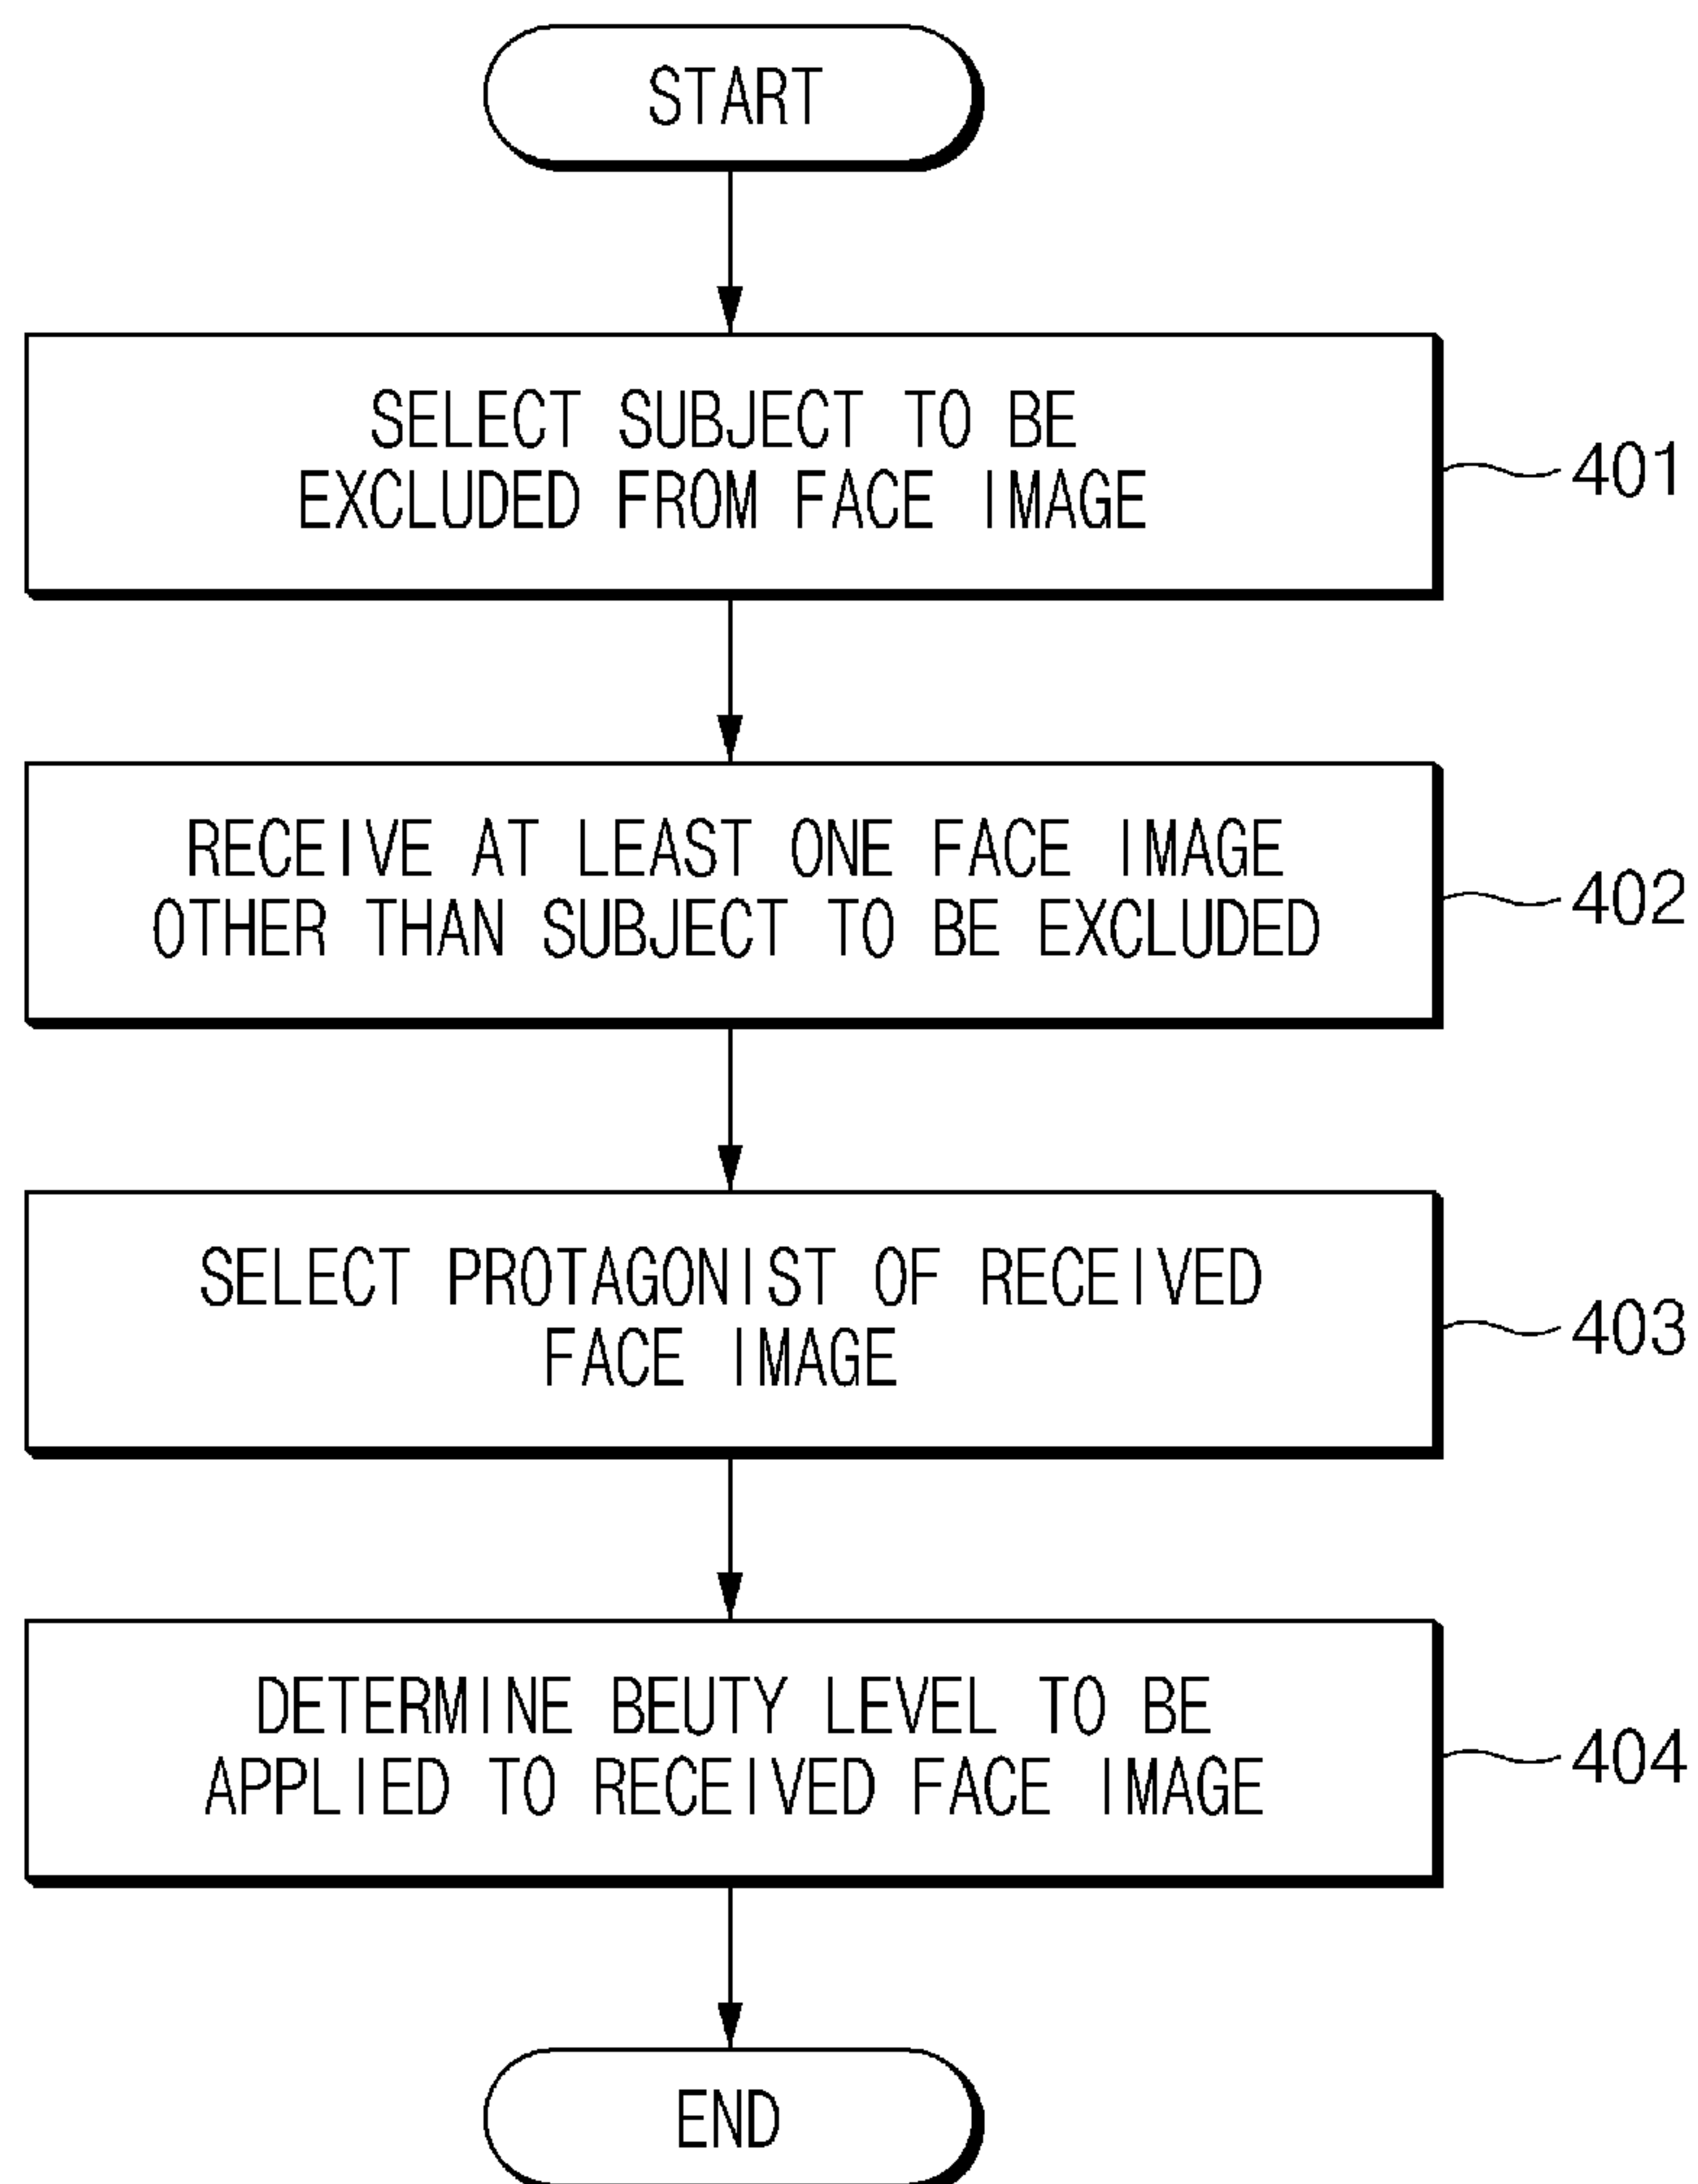 START
SELECT SUBJECT TO BE
EXCLUDED FROM FACE IMAGE
401
RECEIVE AT LEAST ONE FACE IMAGE
OTHER THAN SUBJECT TO BE EXCLUDED
402
SELECT PROTAGONIST OF RECEIVED
FACE IMAGE
403
DETERMINE BEUTY LEVEL TO BE
APPLIED TO RECEIVED FACE IMAGE
404
END